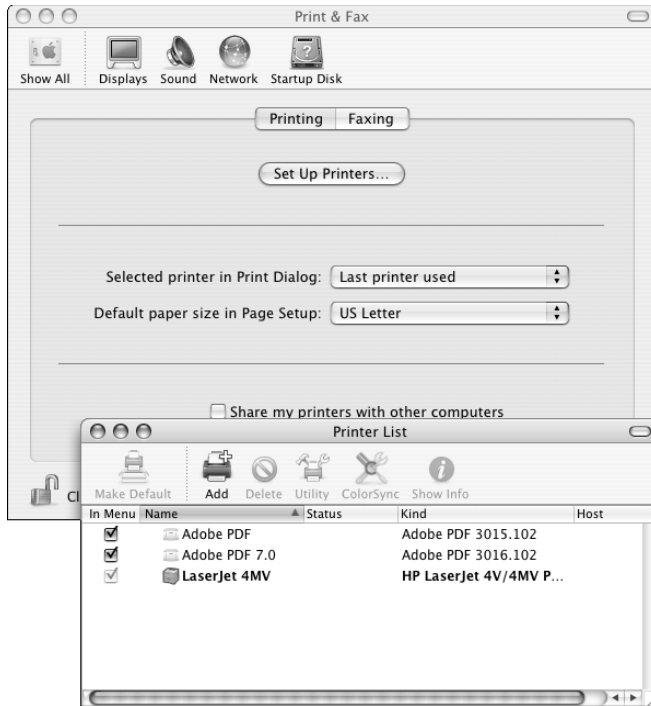 Print & Fax
Show All Displays Sound Network Startup Disk
Printing Faxing
Set Up Printers...
Selected printer in Print Dialog: Last printer used
Default paper size in Page Setup: US Letter
Share my printers with other computers
Cl
Printer List
Make Default Add Delete Utility ColorSync Show Info
In Menu Name Status Kind Host
Adobe PDF Adobe PDF 3015.102
Adobe PDF 7.0 Adobe PDF 3016.102
LaserJet 4MV HP LaserJet 4V/4MV P...